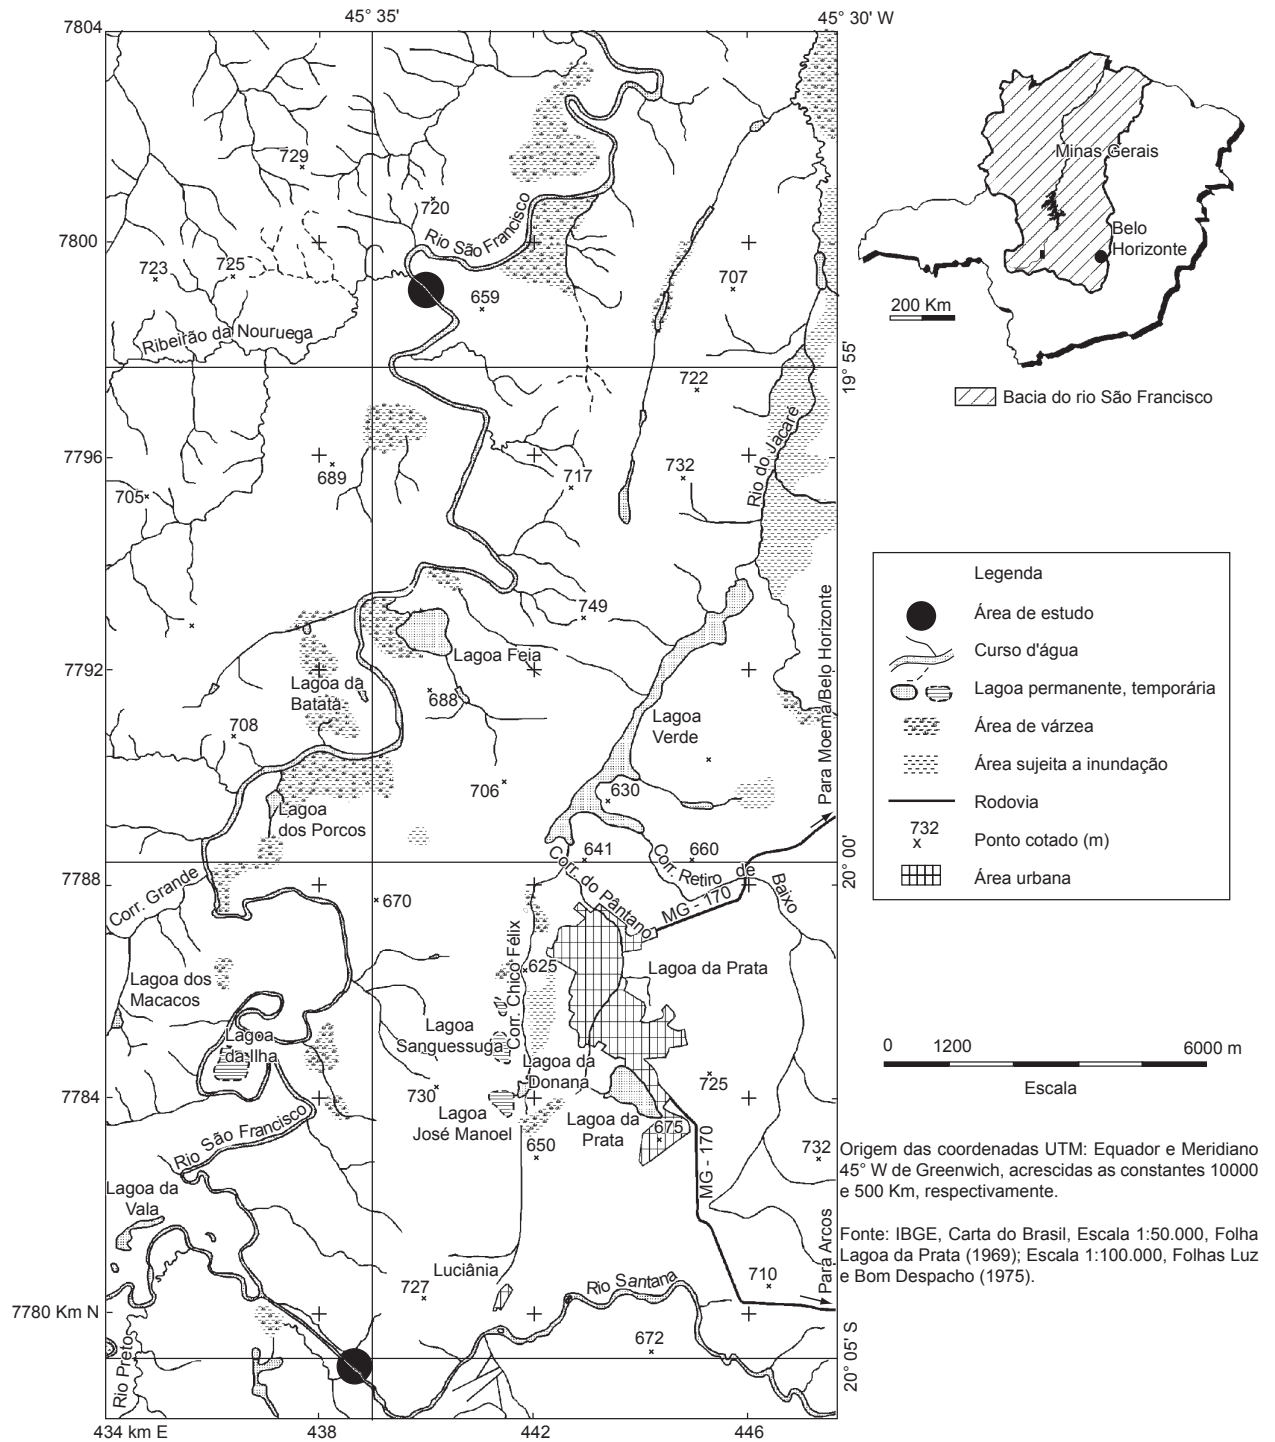 45° 35'
45° 30' W
7804
729
720
Rio São Francisco
7800
723
725
659
707
Ribeirão da Nouruega
19° 55'
722
Rio do Jacaré
7796
689
717
732
705
749
7792
Lagoa Feia
Lagoa da
Batata
688
Lagoa
Verde
708
Para Moema/Belo Horizonte
706
630
Lagoa
dos Porcos
641
660
20° 00'
7788
Corr. Grande
Corr. do Pântano
Corr. Retiro de Baixo
MG - 170
670
Lagoa dos
Macacos
Corr. Chico Félix
625
Lagoa da Prata
Lagoa
da Ilha
Lagoa
Sanguessuga
Lagoa da
Donana
7784
730
725
Lagoa
José Manoel
Lagoa da
Prata
675
Rio São Francisco
650
MG - 170
732
Lagoa da
Vala
Luciânia
727
Rio Santana
710
Para Arcos
7780 Km N
672
Rio Preto
20° 05' S
434 km E
438
442
446
Minas Gerais
Belo
Horizonte
200 Km
Bacia do rio São Francisco
Legenda
Área de estudo
Curso d'água
Lagoa permanente, temporária
Área de várzea
Área sujeita a inundação
Rodovia
732
x
Ponto cotado (m)
Área urbana
0 1200 6000 m
Escala
Origem das coordenadas UTM: Equador e Meridiano
45° W de Greenwich, acrescidas as constantes 10000
e 500 Km, respectivamente.
Fonte: IBGE, Carta do Brasil, Escala 1:50.000, Folha
Lagoa da Prata (1969); Escala 1:100.000, Folhas Luz
e Bom Despacho (1975).